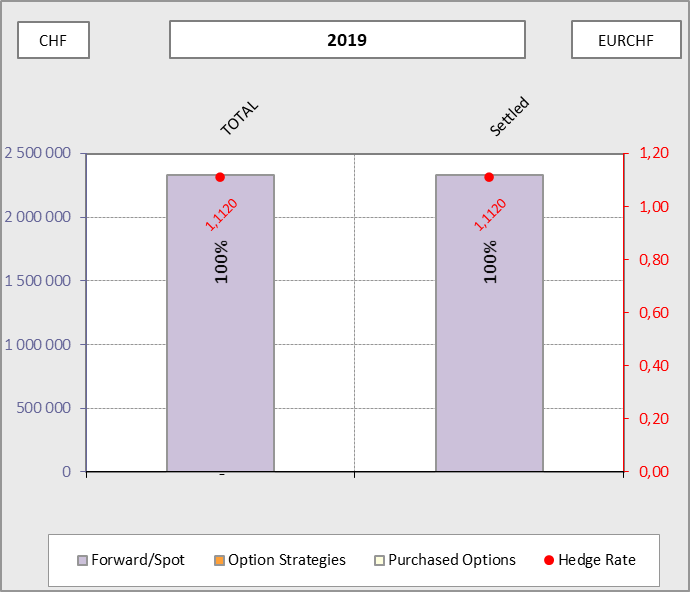 CHF
2019
EURCHF
TOTAL
Settled
2 500 000
2 000 000
1 500 000
1 000 000
500 000
0
1,20
1,00
0,80
0,60
0,40
0,20
0,00
1,1120
100%
1,1120
100%
Forward/Spot
Option Strategies
Purchased Options
Hedge Rate